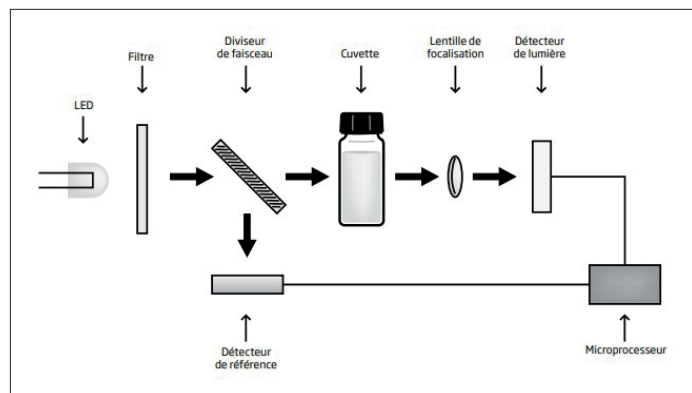 Diviseur
de faisceau
Cuvette
Lentille de
focalisation
Détecteur
de lumière
Filtre
LED
Détecteur
de référence
Microprocesseur